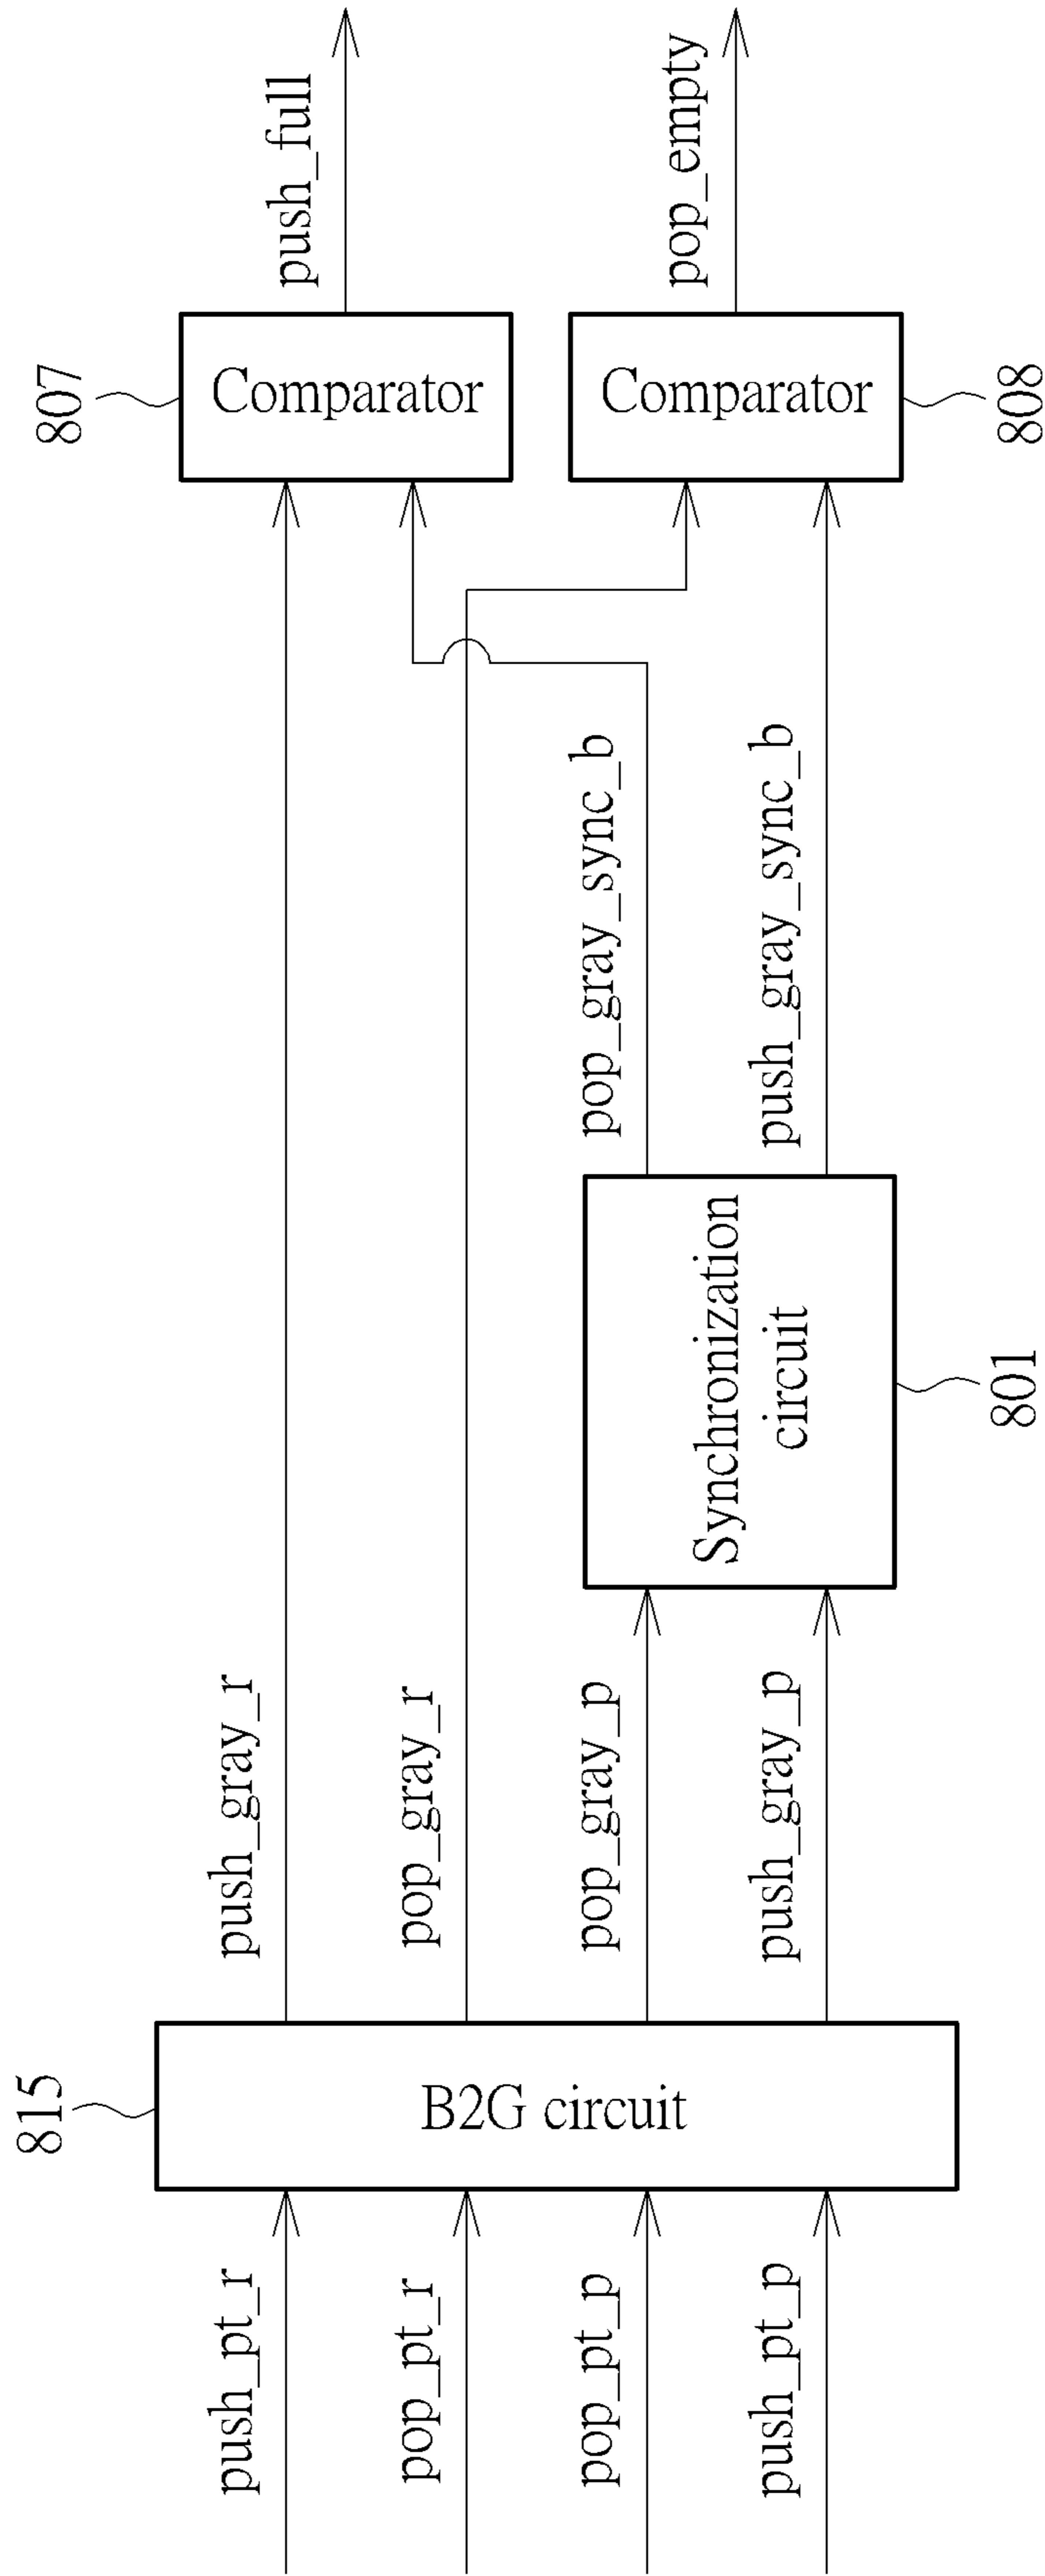 815
807
push_pt_r
push_gray_r
push_full
Comparator
pop_pt_r
pop_gray_r
B2G circuit
pop_pt_p
pop_gray_p
pop_gray_sync_b
Comparator
pop_empty
Synchronization
circuit
push_pt_p
push_gray_p
push_gray_sync_b
801
808